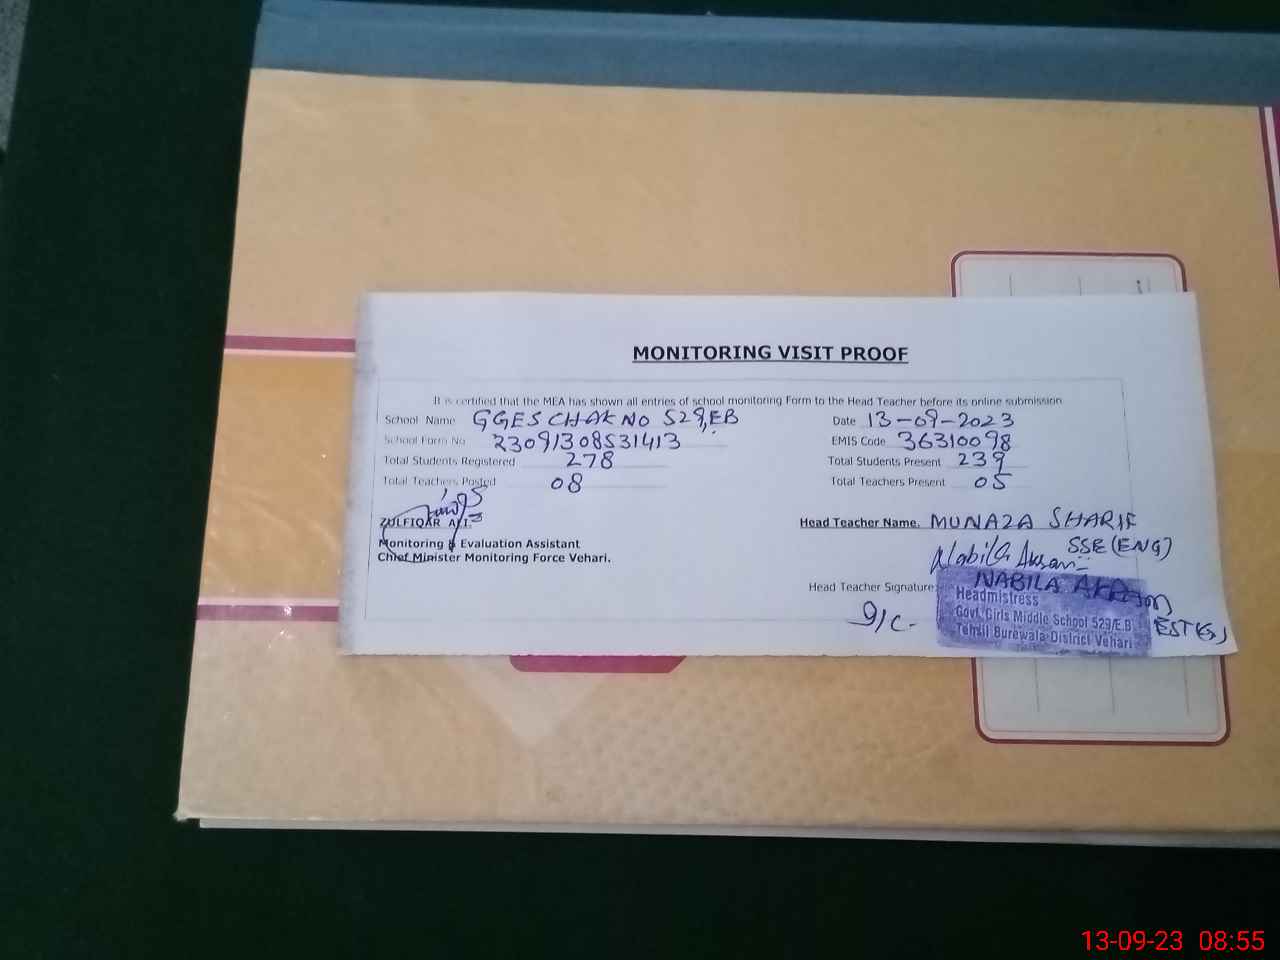 MONITORING VISIT PROOF
It is certified that the MEA has shown all entries of school monitoring Form to the Head Teacher before its online submission
School Name GGES CHAK NO 529,EB Date 13-09-2023
School Form No 23091308531413 EMIS Code 36310098
Total Students Registered 278 Total Students Present 239
Total Teachers Posted 08 Total Teachers Present 05
ZULFIQAR ALI
Monitoring & Evaluation Assistant
Chief Minister Monitoring Force Vehari.
Head Teacher Name. MUNAZA SHARIF
SSE (ENG)
Nabila
Head Teacher Signature NABILA
I/C.
Headmistress
Govt. Girls Middle School 529/E.B
Tehsil Burewala District Vehari
EST(G)
13-09-23 08:55